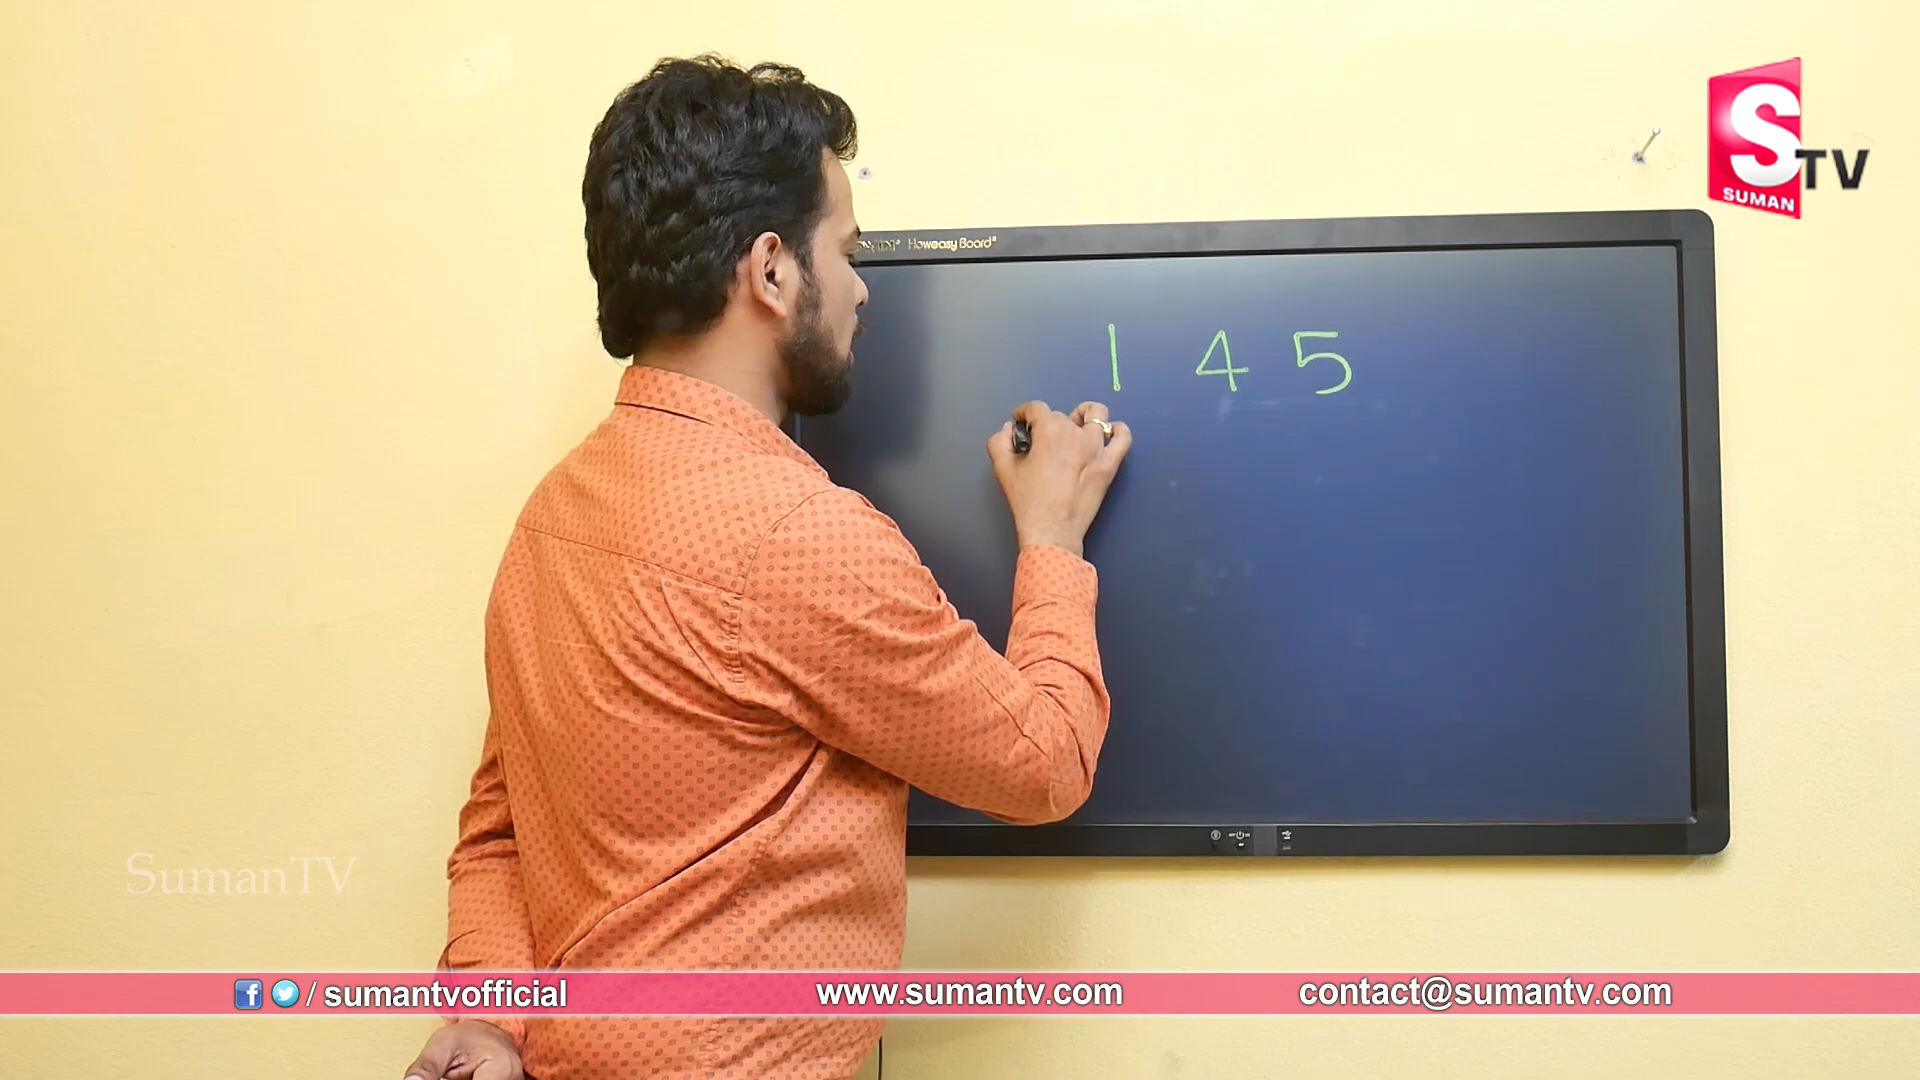 S
TV
SUMAN
Howeasy Board
1 4 5
SumanTV
/ sumantvofficial
www.sumantv.com
contact@sumantv.com